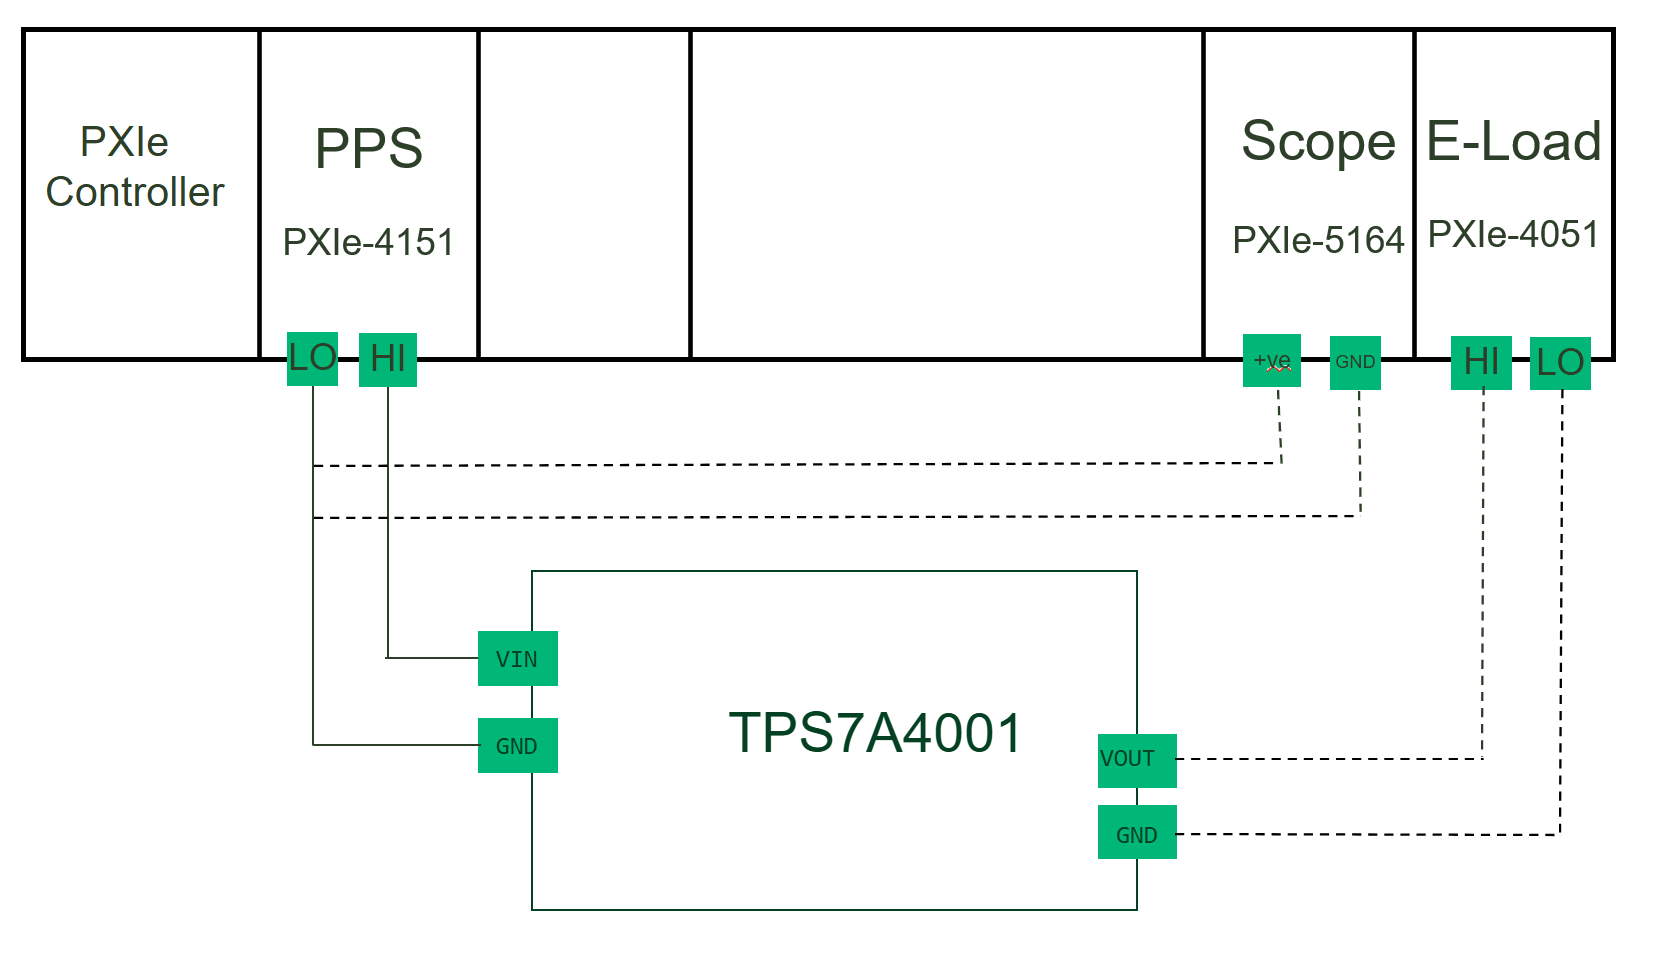 PXIe
Controller
PPS
PXIe-4151
Scope
PXIe-5164
E-Load
PXIe-4051
LO
HI
+ve
GND
HI
LO
VIN
GND
TPS7A4001
VOUT
GND